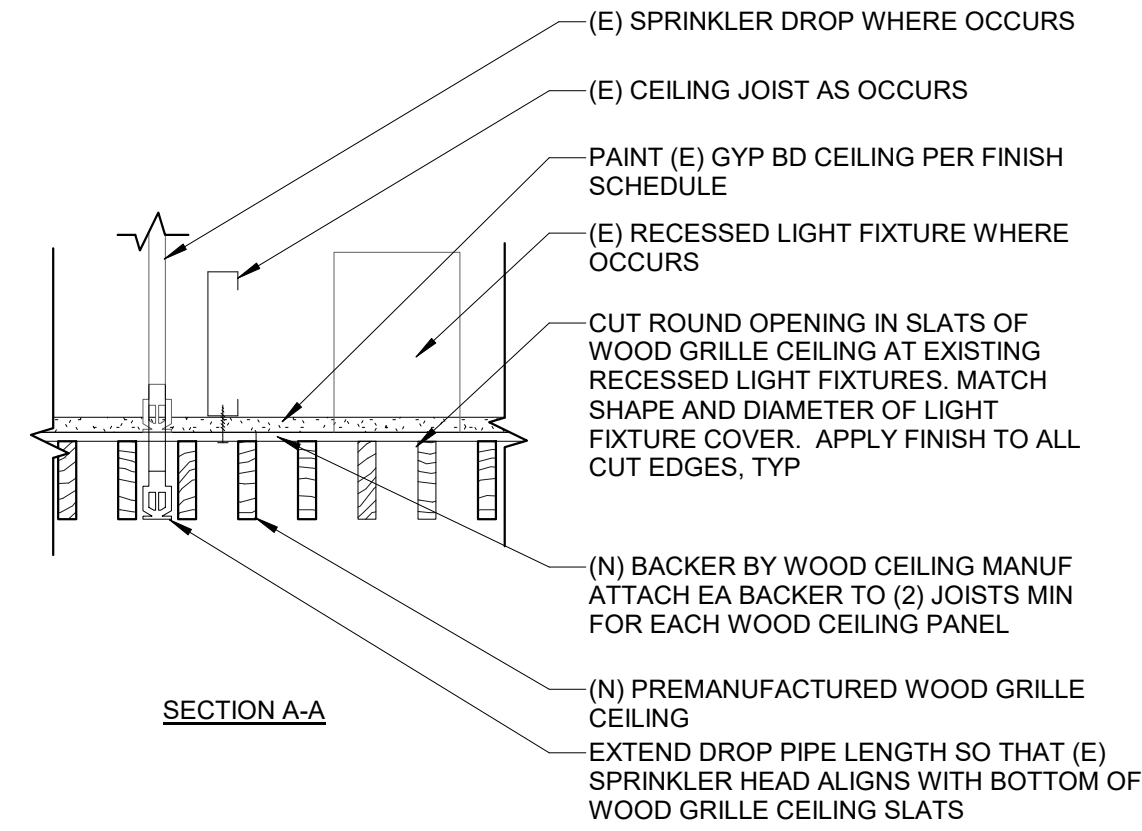 (E) SPRINKLER DROP WHERE OCCURS
(E) CEILING JOIST AS OCCURS
PAINT (E) GYP BD CEILING PER FINISH
SCHEDULE
(E) RECESSED LIGHT FIXTURE WHERE
OCCURS
CUT ROUND OPENING IN SLATS OF
WOOD GRILLE CEILING AT EXISTING
RECESSED LIGHT FIXTURES. MATCH
SHAPE AND DIAMETER OF LIGHT
FIXTURE COVER.  APPLY FINISH TO ALL
CUT EDGES, TYP
(N) BACKER BY WOOD CEILING MANUF
ATTACH EA BACKER TO (2) JOISTS MIN
FOR EACH WOOD CEILING PANEL
(N) PREMANUFACTURED WOOD GRILLE
CEILING
EXTEND DROP PIPE LENGTH SO THAT (E)
SPRINKLER HEAD ALIGNS WITH BOTTOM OF
WOOD GRILLE CEILING SLATS
SECTION A-A